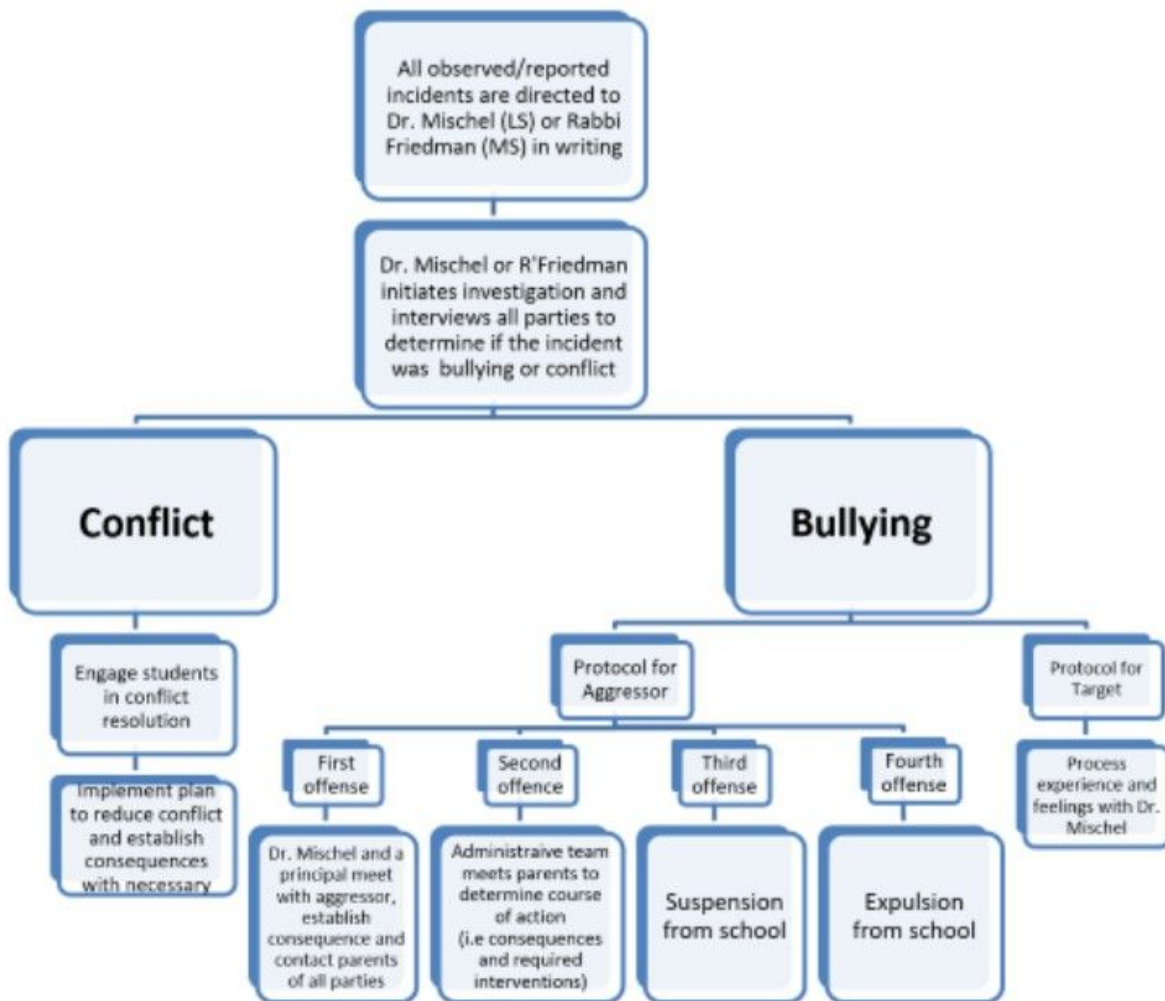 All observed/reported
incidents are directed to
Dr. Mischel (LS) or Rabbi
Friedman (MS) in writing
Dr. Mischel or R'Friedman
initiates investigation and
interviews all parties to
determine if the incident
was bullying or conflict
Conflict
Engage students
in conflict
resolution
Implement plan
to reduce conflict
and establish
consequences
with necessary
Bullying
Protocol for
Aggressor
First
offense
Dr. Mischel and a
principal meet
with aggressor,
establish
consequence and
contact parents
of all parties
Second
offence
Administraive team
meets parents to
determine course
of action
(i.e consequences
and required
interventions)
Third
offense
Suspension
from school
Fourth
offense
Expulsion
from school
Protocol for
Target
Process
experience and
feelings with Dr.
Mischel